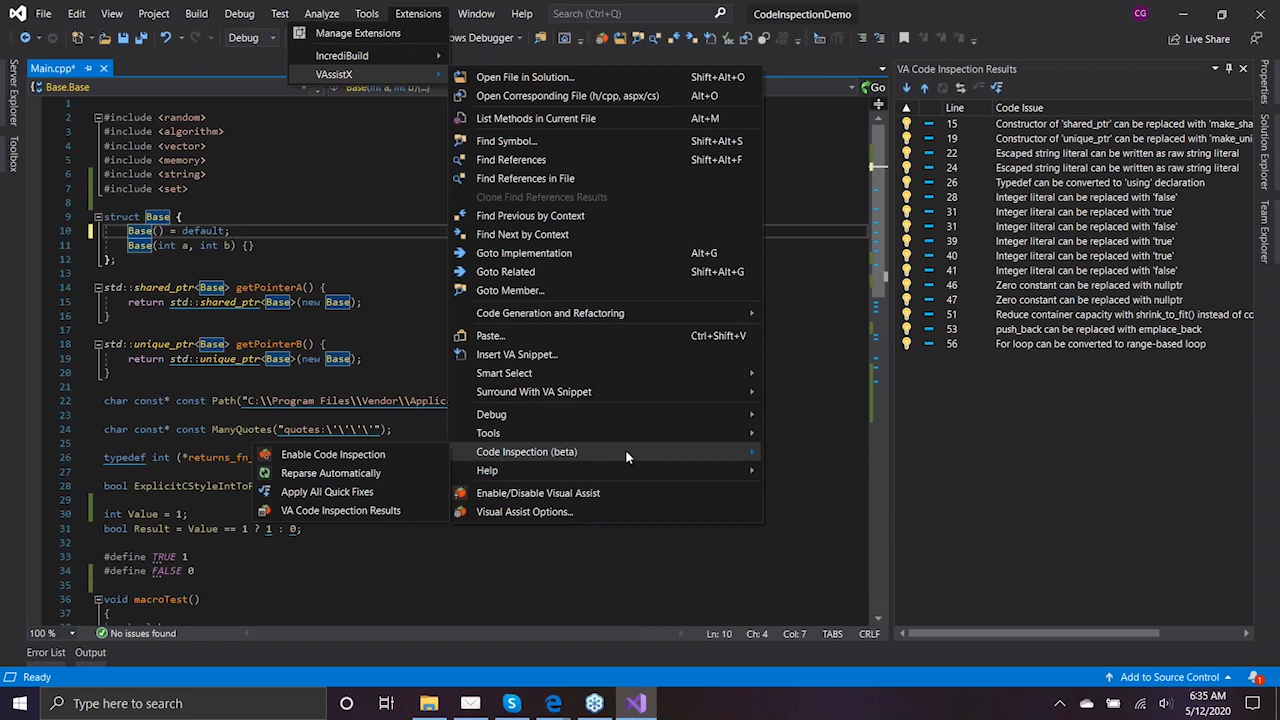 File Edit View Project Build Debug Test Analyze Tools Extensions Window Help Search (Ctrl+Q) CodeInspectionDemo CG
Debug Windows Debugger Live Share
Manage Extensions
IncrediBuild
VAssistX
Server Explorer
Toolbox
Main.cpp*
Base.Base Base(int a, int b){...} Go
1
2 #include <random>
3 #include <algorithm>
4 #include <vector>
5 #include <memory>
6 #include <string>
7 #include <set>
8
9 struct Base {
10 Base() = default;
11 Base(int a, int b) {}
12 };
13
14 std::shared_ptr<Base> getPointerA() {
15 return std::shared_ptr<Base>(new Base);
16 }
17
18 std::unique_ptr<Base> getPointerB() {
19 return std::unique_ptr<Base>(new Base);
20 }
21
22 char const* const Path("C:\\Program Files\\Vendor\\Applica
23
24 char const* const ManyQuotes("quotes:\'\'\'\'");
25
26 typedef int (*returns_fn_
27
28 bool ExplicitCStyleIntToF
29
30 int Value = 1;
31 bool Result = Value == 1 ? 1 : 0;
32
33 #define TRUE 1
34 #define FALSE 0
35
36 void macroTest()
37 {
38
Open File in Solution... Shift+Alt+O
Open Corresponding File (h/cpp, aspx/cs) Alt+O
List Methods in Current File Alt+M
Find Symbol... Shift+Alt+S
Find References Shift+Alt+F
Find References in File
Clone Find References Results
Find Previous by Context
Find Next by Context
Goto Implementation Alt+G
Goto Related Shift+Alt+G
Goto Member...
Code Generation and Refactoring
Paste... Ctrl+Shift+V
Insert VA Snippet...
Smart Select
Surround With VA Snippet
Debug
Tools
Code Inspection (beta)
Help
Enable/Disable Visual Assist
Visual Assist Options...
Enable Code Inspection
Reparse Automatically
Apply All Quick Fixes
VA Code Inspection Results
VA Code Inspection Results
Line Code Issue
15 Constructor of 'shared_ptr' can be replaced with 'make_sha
19 Constructor of 'unique_ptr' can be replaced with 'make_uni
22 Escaped string literal can be written as raw string literal
24 Escaped string literal can be written as raw string literal
26 Typedef can be converted to 'using' declaration
28 Integer literal can be replaced with 'false'
31 Integer literal can be replaced with 'true'
31 Integer literal can be replaced with 'false'
39 Integer literal can be replaced with 'true'
40 Integer literal can be replaced with 'true'
41 Integer literal can be replaced with 'false'
46 Zero constant can be replaced with nullptr
47 Zero constant can be replaced with nullptr
51 Reduce container capacity with shrink_to_fit() instead of co
53 push_back can be replaced with emplace_back
56 For loop can be converted to range-based loop
Properties
Solution Explorer
Team Explorer
100 % No issues found Ln: 10 Ch: 4 Col: 7 TABS CRLF
Error List Output
Ready Add to Source Control 1
Type here to search
6:35 AM
5/12/2020